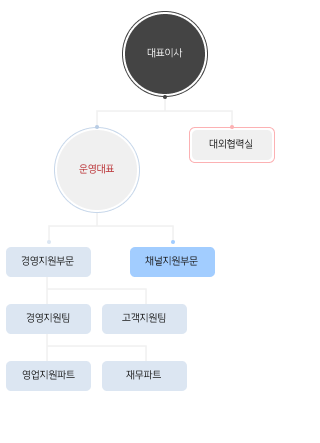 대표이사
대외협력실
운영대표
경영지원부문
채널지원부문
경영지원팀
고객지원팀
영업지원파트
재무파트